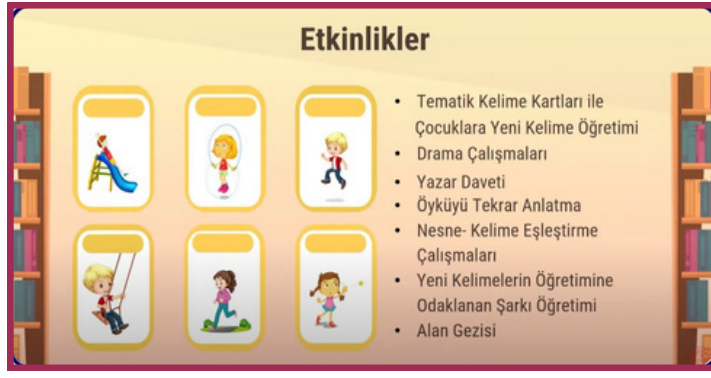 Etkinlikler
• Tematik Kelime Kartları ile
Çocuklara Yeni Kelime Öğretimi
• Drama Çalışmaları
• Yazar Daveti
• Öyküyü Tekrar Anlatma
• Nesne- Kelime Eşleştirme
Çalışmaları
• Yeni Kelimelerin Öğretimine
Odaklanan Şarkı Öğretimi
• Alan Gezisi